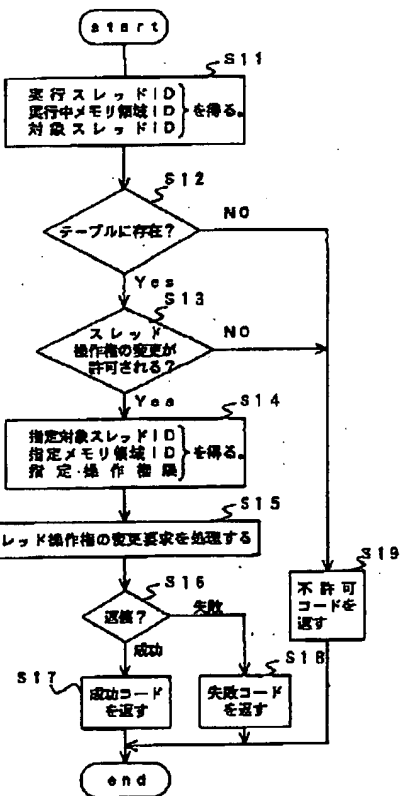 start
S11
実行スレッドID
実行中メモリ領域ID
対象スレッドID
を得る。
S12
テーブルに存在?
NO
Yes
S13
スレッド
操作権の変更が
許可される?
NO
Yes
S14
指定対象スレッドID
指定メモリ領域ID
指定操作権限
を得る。
S15
レッド操作権の変更要求を処理する
S16
返値?
失敗
成功
S17
成功コード
を返す
S18
失敗コード
を返す
S19
不許可
コードを
返す
end